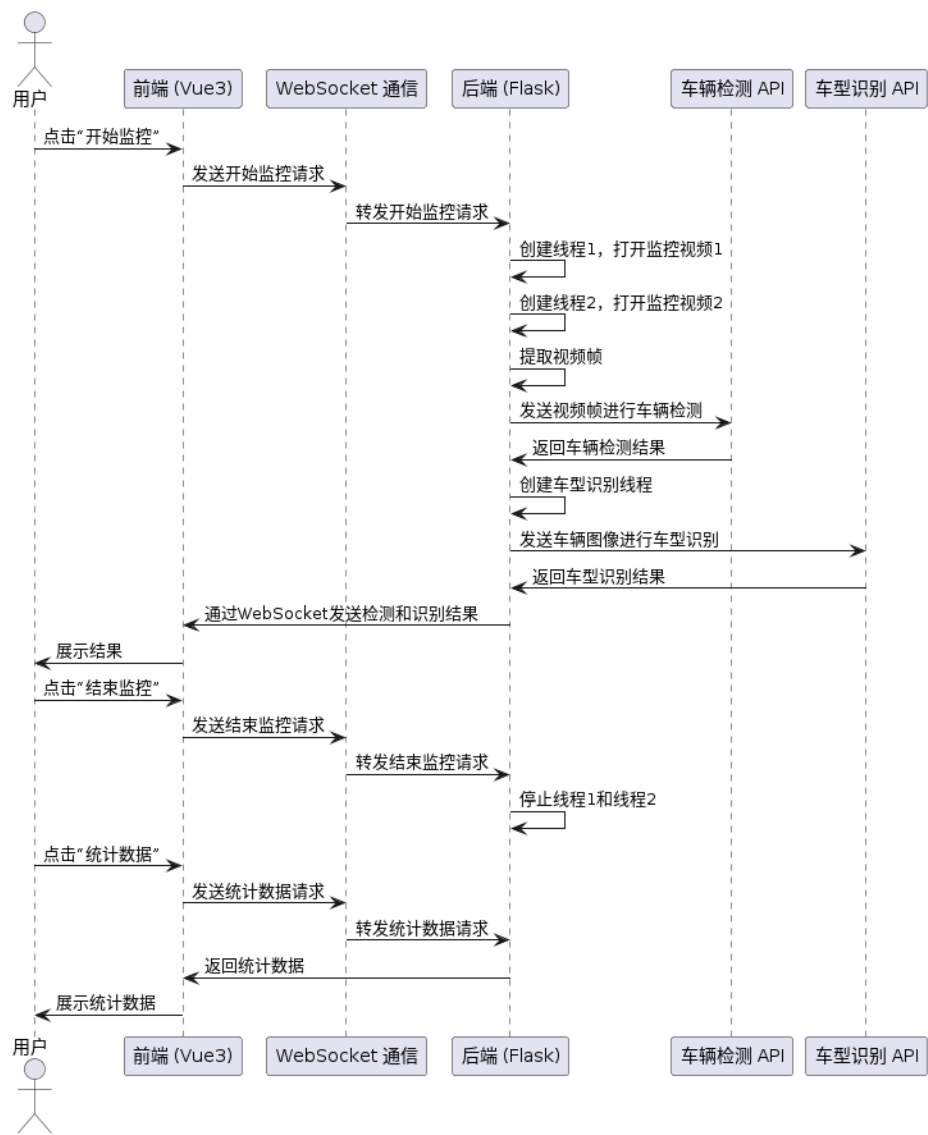 用户
前端 (Vue3)
WebSocket 通信
后端 (Flask)
车辆检测 API
车型识别 API
点击“开始监控”
发送开始监控请求
转发开始监控请求
创建线程1，打开监控视频1
创建线程2，打开监控视频2
提取视频帧
发送视频帧进行车辆检测
返回车辆检测结果
创建车型识别线程
发送车辆图像进行车型识别
返回车型识别结果
通过WebSocket发送检测和识别结果
展示结果
点击“结束监控”
发送结束监控请求
转发结束监控请求
停止线程1和线程2
点击“统计数据”
发送统计数据请求
转发统计数据请求
返回统计数据
展示统计数据
用户
前端 (Vue3)
WebSocket 通信
后端 (Flask)
车辆检测 API
车型识别 API